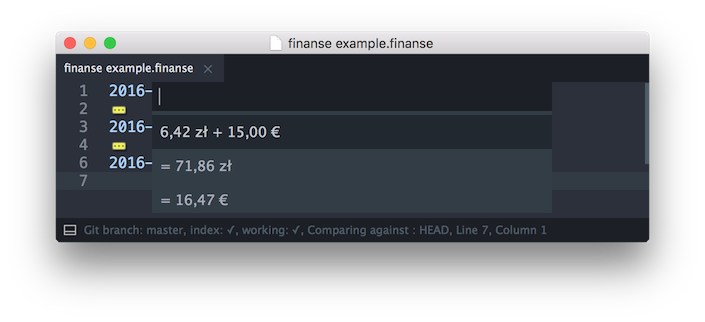 finanse example.finanse
finanse example.finanse ×
1 2016-
2
3 2016-
4
6 2016-
7
6,42 zł + 15,00 €
= 71,86 zł
= 16,47 €
Git branch: master, index: ✓, working: ✓, Comparing against : HEAD, Line 7, Column 1